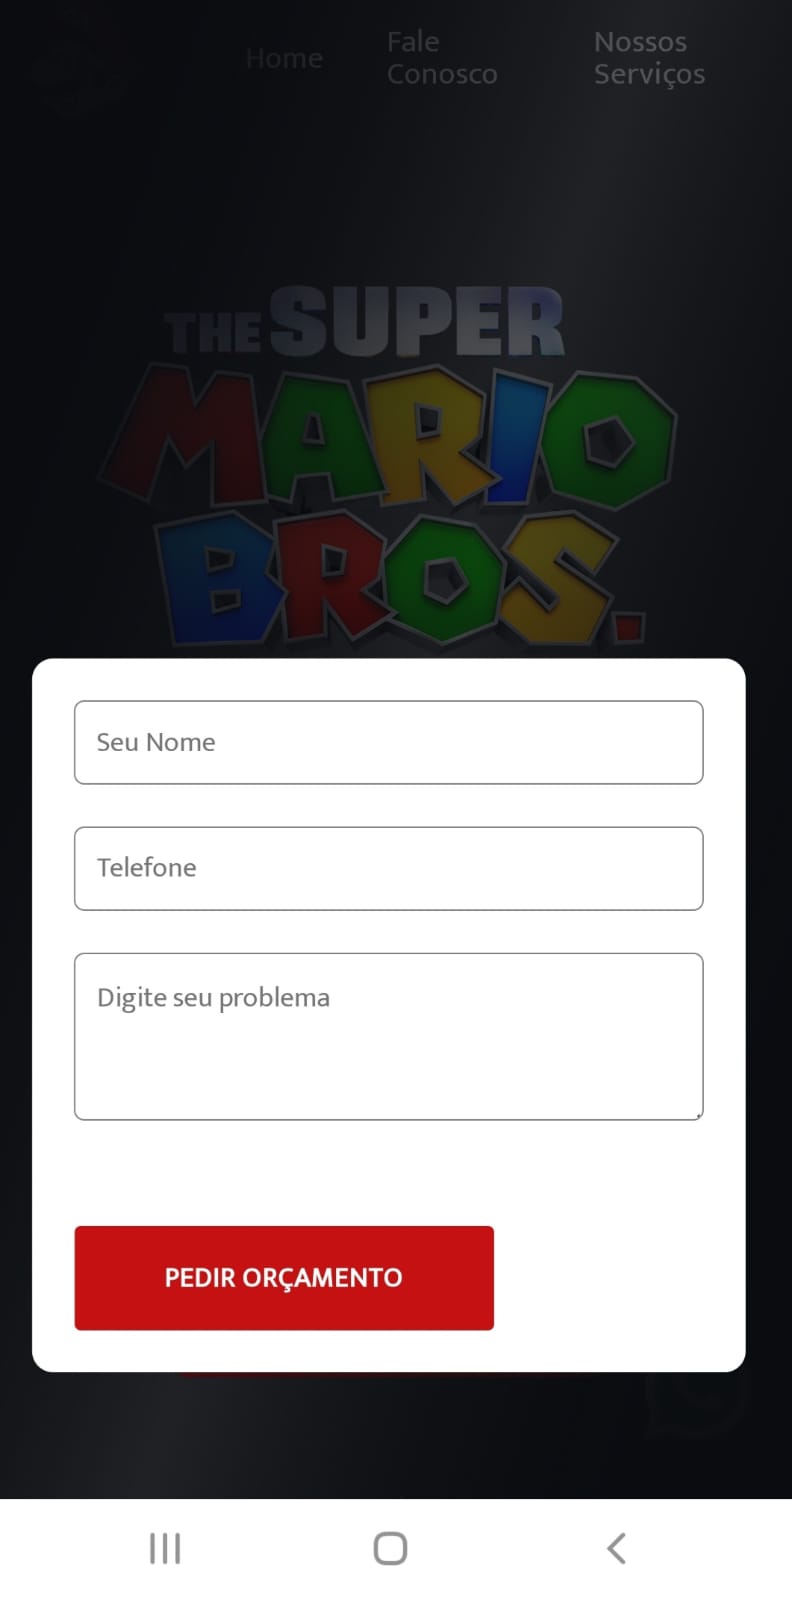 Home
Fale
Conosco
Nossos
Serviços
THE SUPER
MARIO
BROS.
Seu Nome
Telefone
Digite seu problema
PEDIR ORÇAMENTO